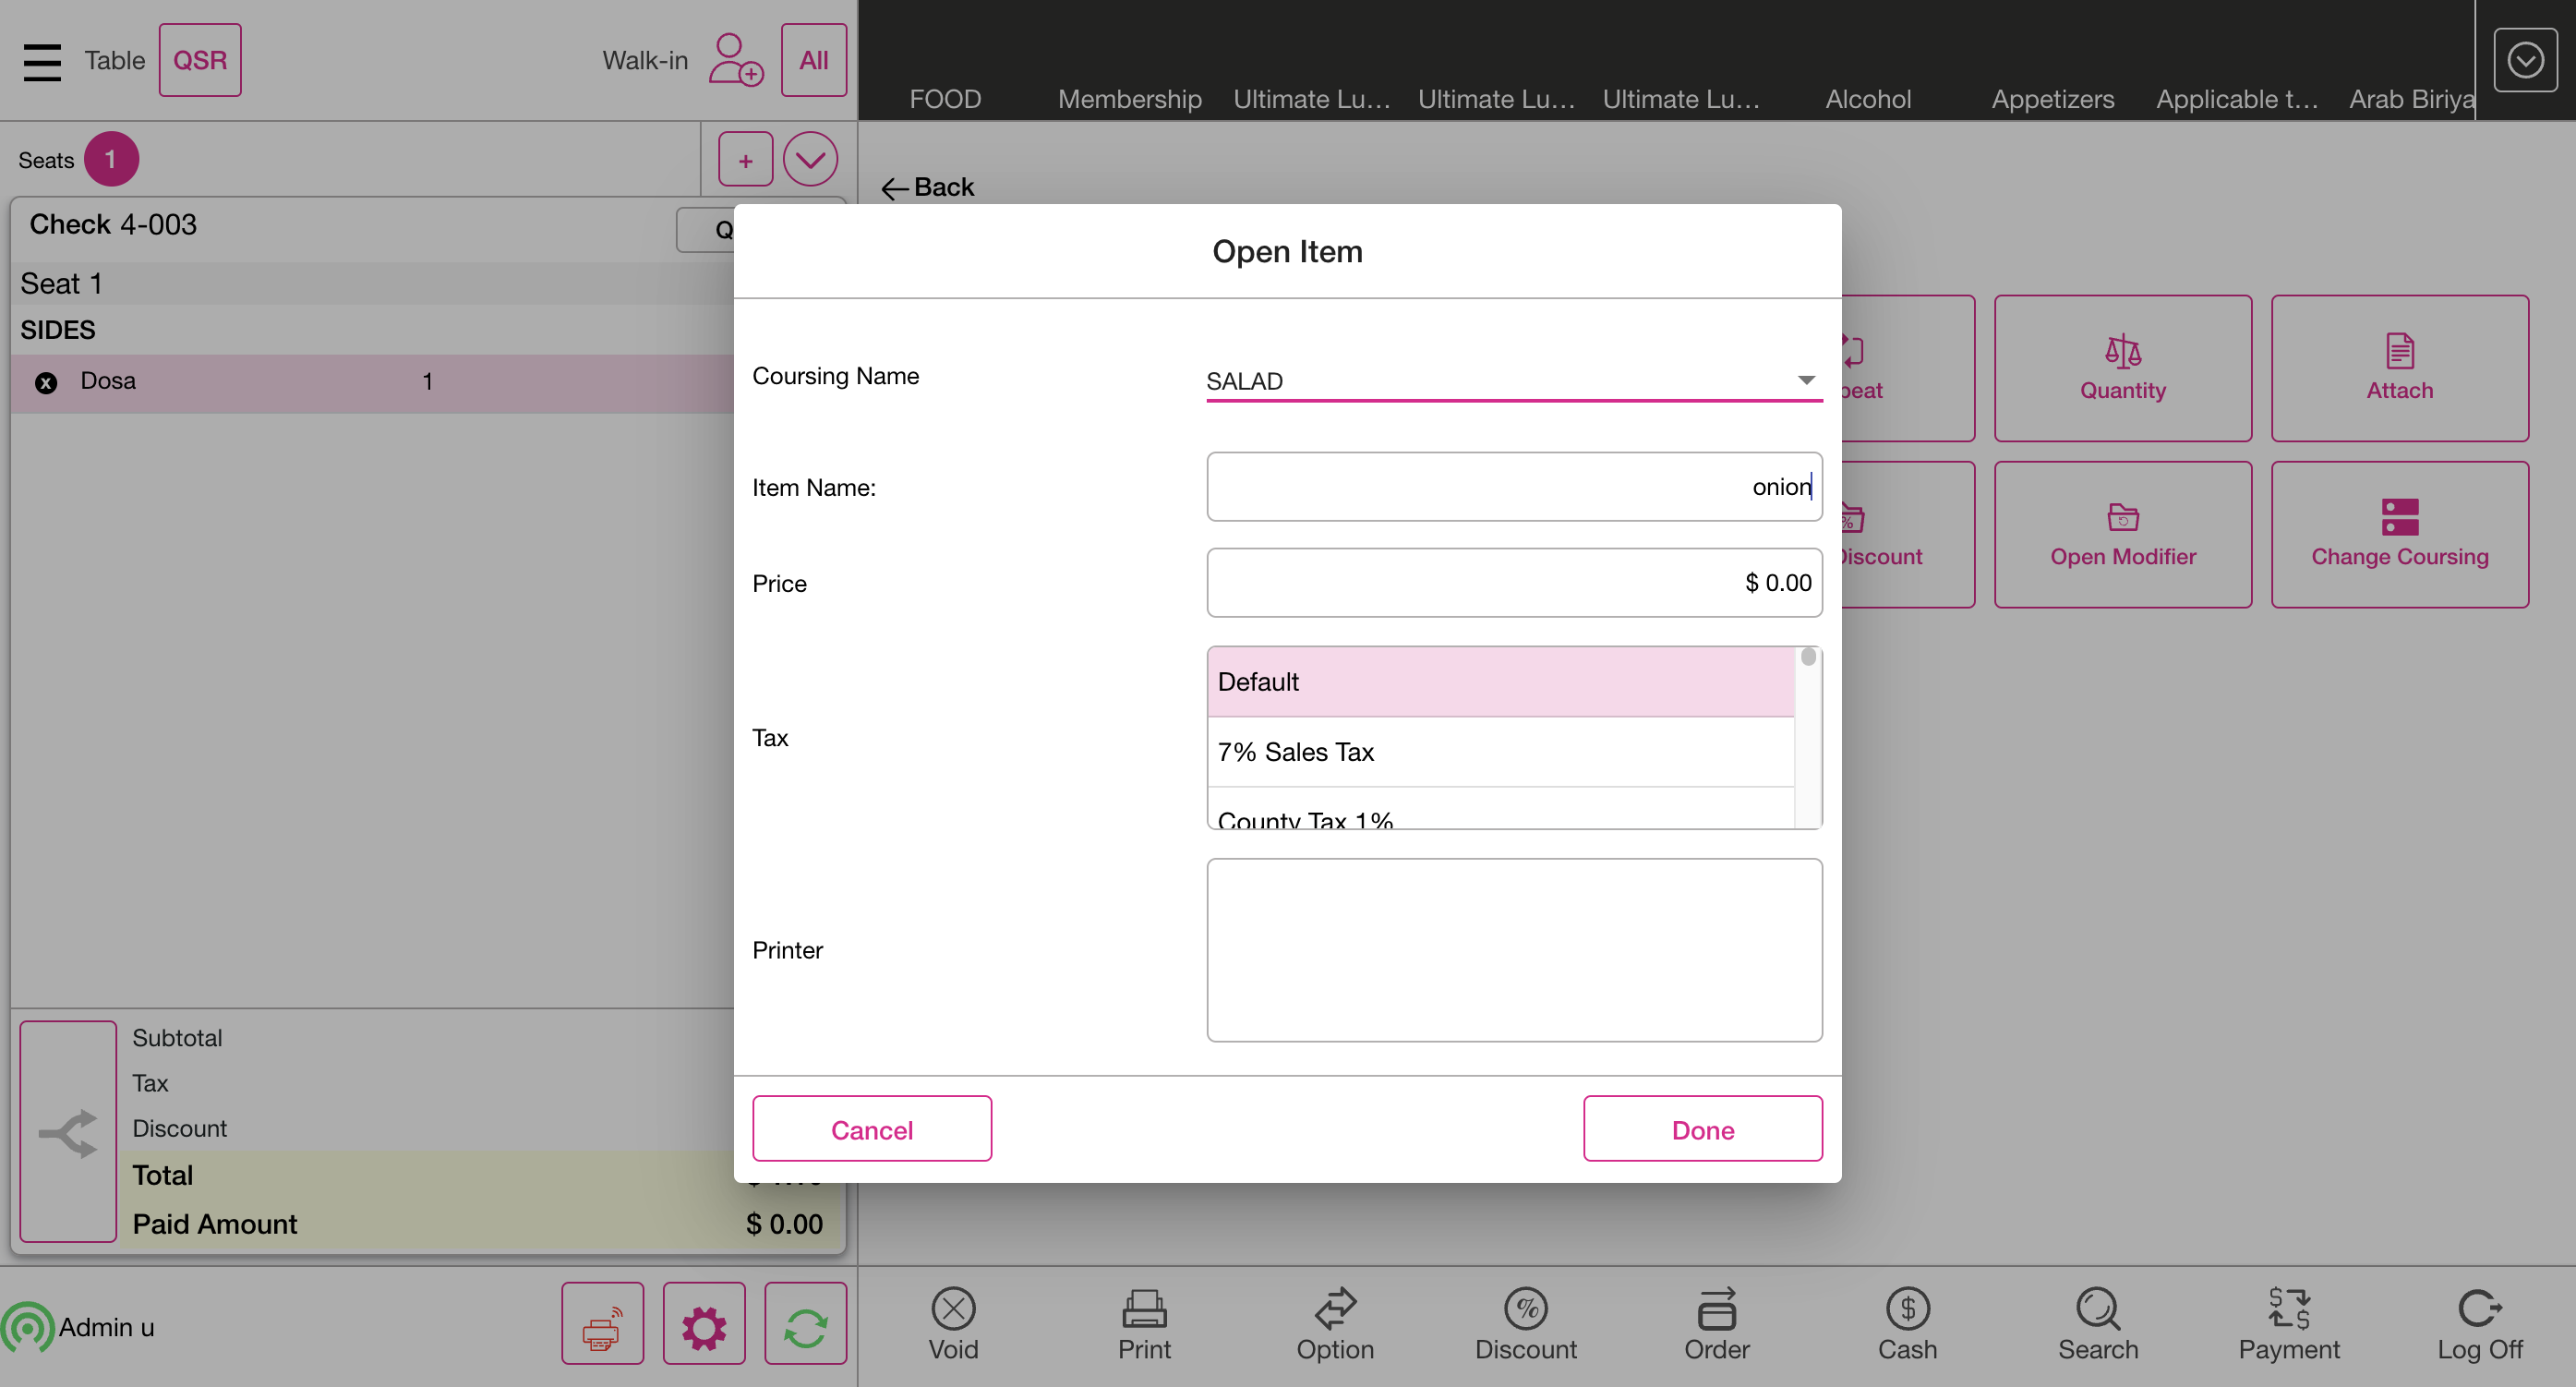 Table QSR Walk-in All
FOOD Membership Ultimate Lu... Ultimate Lu... Ultimate Lu... Alcohol Appetizers Applicable t... Arab Biriya
Seats 1 +
Back
Check 4-003
Q
Seat 1
SIDES
x Dosa 1
Open Item
Coursing Name SALAD
Item Name: onion
Price $ 0.00
Tax
Default
7% Sales Tax
County Tax 1%
Printer
Cancel Done
peat Quantity Attach
Discount Open Modifier Change Coursing
Subtotal
Tax
Discount
Total
Paid Amount $ 0.00
Admin u
Void Print Option Discount Order Cash Search Payment Log Off